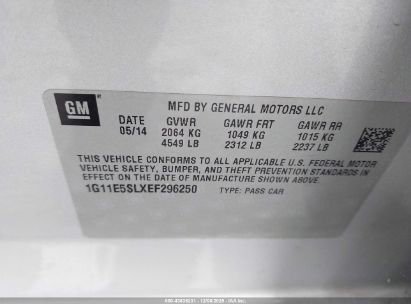 GM
MFD BY GENERAL MOTORS LLC
DATE GVWR GAWR FRT GAWR RR
05/14 2064 KG 1049 KG 1015 KG
4549 LB 2312 LB 2237 LB
THIS VEHICLE CONFORMS TO ALL APPLICABLE U.S. FEDERAL MOTOR
VEHICLE SAFETY, BUMPER, AND THEFT PREVENTION STANDARDS IN
EFFECT ON THE DATE OF MANUFACTURE SHOWN ABOVE.
1G11E5SLXEF296250 TYPE: PASS CAR